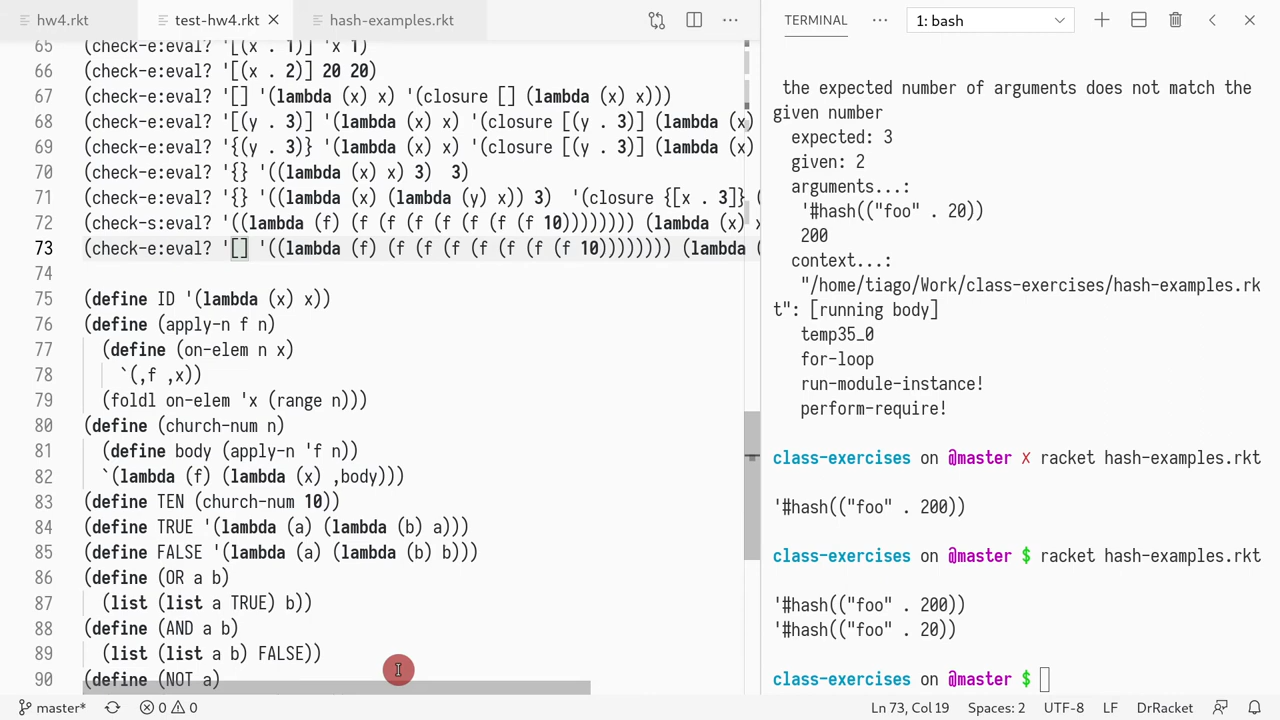 hw4.rkt
test-hw4.rkt
hash-examples.rkt
65 (check-e:eval? '[(x . 1)] 'x 1)
66 (check-e:eval? '[(x . 2)] 20 20)
67 (check-e:eval? '[] '(lambda (x) x) '(closure [] (lambda (x) x)))
68 (check-e:eval? '[(y . 3)] '(lambda (x) x) '(closure [(y . 3)] (lambda (x)
69 (check-e:eval? '{(y . 3)} '(lambda (x) x) '(closure [(y . 3)] (lambda (x)
70 (check-e:eval? '{} '((lambda (x) x) 3)  3)
71 (check-e:eval? '{} '((lambda (x) (lambda (y) x)) 3)  '(closure {[x . 3]} (
72 (check-s:eval? '((lambda (f) (f (f (f (f (f (f (f 10)))))))) (lambda (x) x
73 (check-e:eval? '[] '((lambda (f) (f (f (f (f (f (f (f 10)))))))) (lambda (
74
75 (define ID '(lambda (x) x))
76 (define (apply-n f n)
77   (define (on-elem n x)
78     `(,f ,x))
79   (foldl on-elem 'x (range n)))
80 (define (church-num n)
81   (define body (apply-n 'f n))
82   `(lambda (f) (lambda (x) ,body)))
83 (define TEN (church-num 10))
84 (define TRUE '(lambda (a) (lambda (b) a)))
85 (define FALSE '(lambda (a) (lambda (b) b)))
86 (define (OR a b)
87   (list (list a TRUE) b))
88 (define (AND a b)
89   (list (list a b) FALSE))
90 (define (NOT a)
TERMINAL
1: bash
the expected number of arguments does not match the
given number
expected: 3
given: 2
arguments...:
'#hash(("foo" . 20))
200
context...:
"/home/tiago/Work/class-exercises/hash-examples.rk
t": [running body]
temp35_0
for-loop
run-module-instance!
perform-require!
class-exercises on @master ✗ racket hash-examples.rkt
'#hash(("foo" . 200))
class-exercises on @master $ racket hash-examples.rkt
'#hash(("foo" . 200))
'#hash(("foo" . 20))
class-exercises on @master $
master*
0
0
Ln 73, Col 19
Spaces: 2
UTF-8
LF
DrRacket